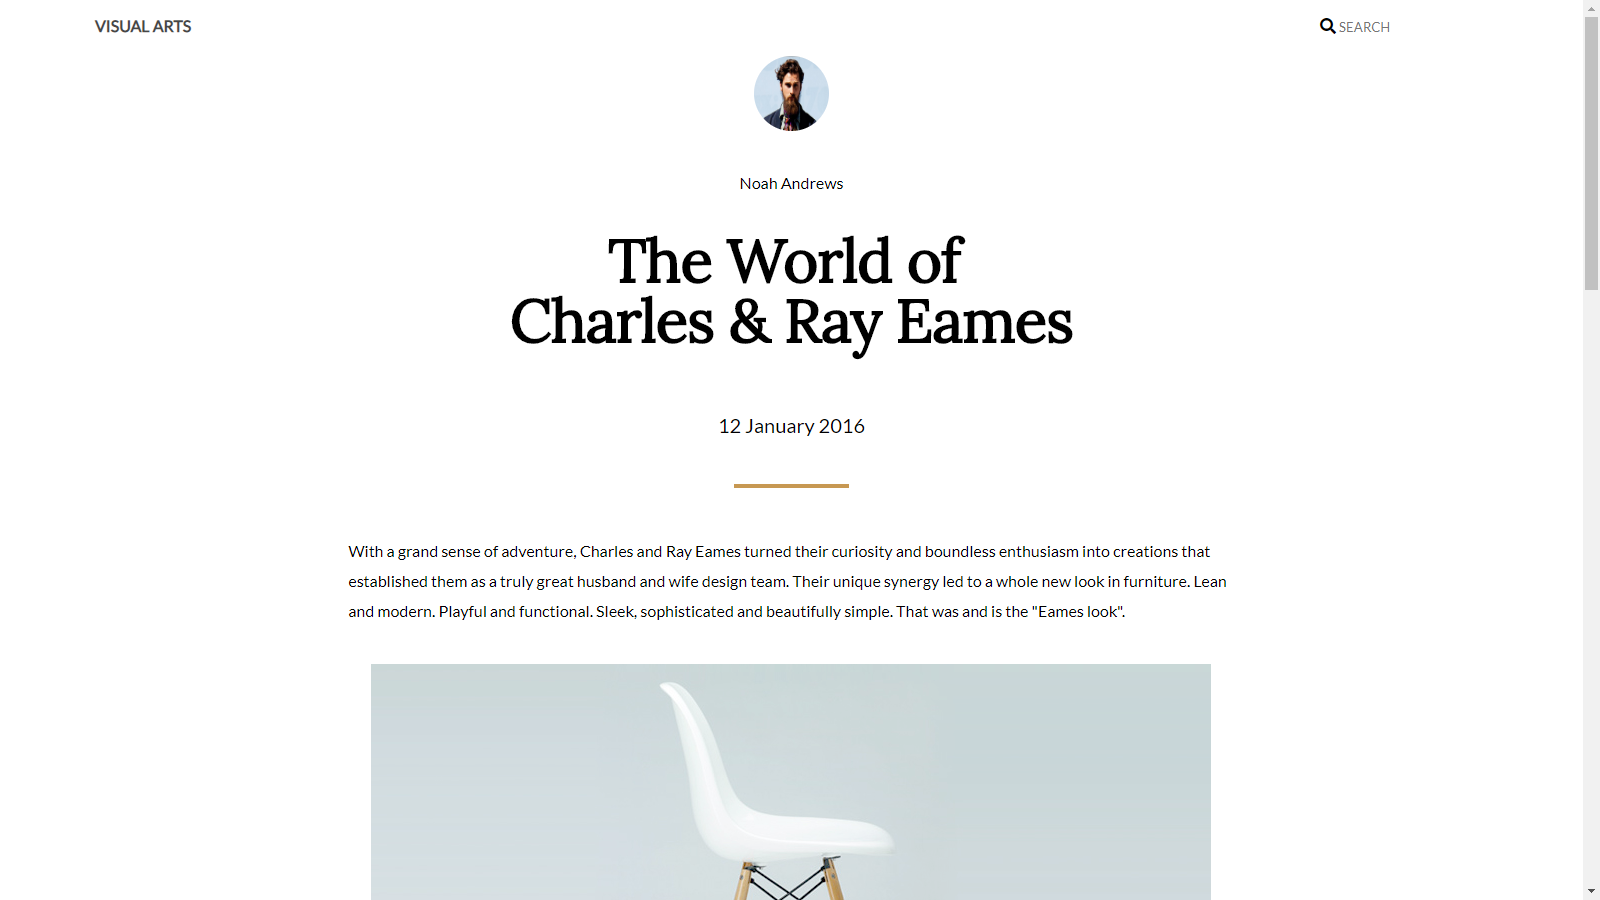 VISUAL ARTS
SEARCH
Noah Andrews
The World of
Charles & Ray Eames
12 January 2016
With a grand sense of adventure, Charles and Ray Eames turned their curiosity and boundless enthusiasm into creations that
established them as a truly great husband and wife design team. Their unique synergy led to a whole new look in furniture. Lean
and modern. Playful and functional. Sleek, sophisticated and beautifully simple. That was and is the "Eames look".